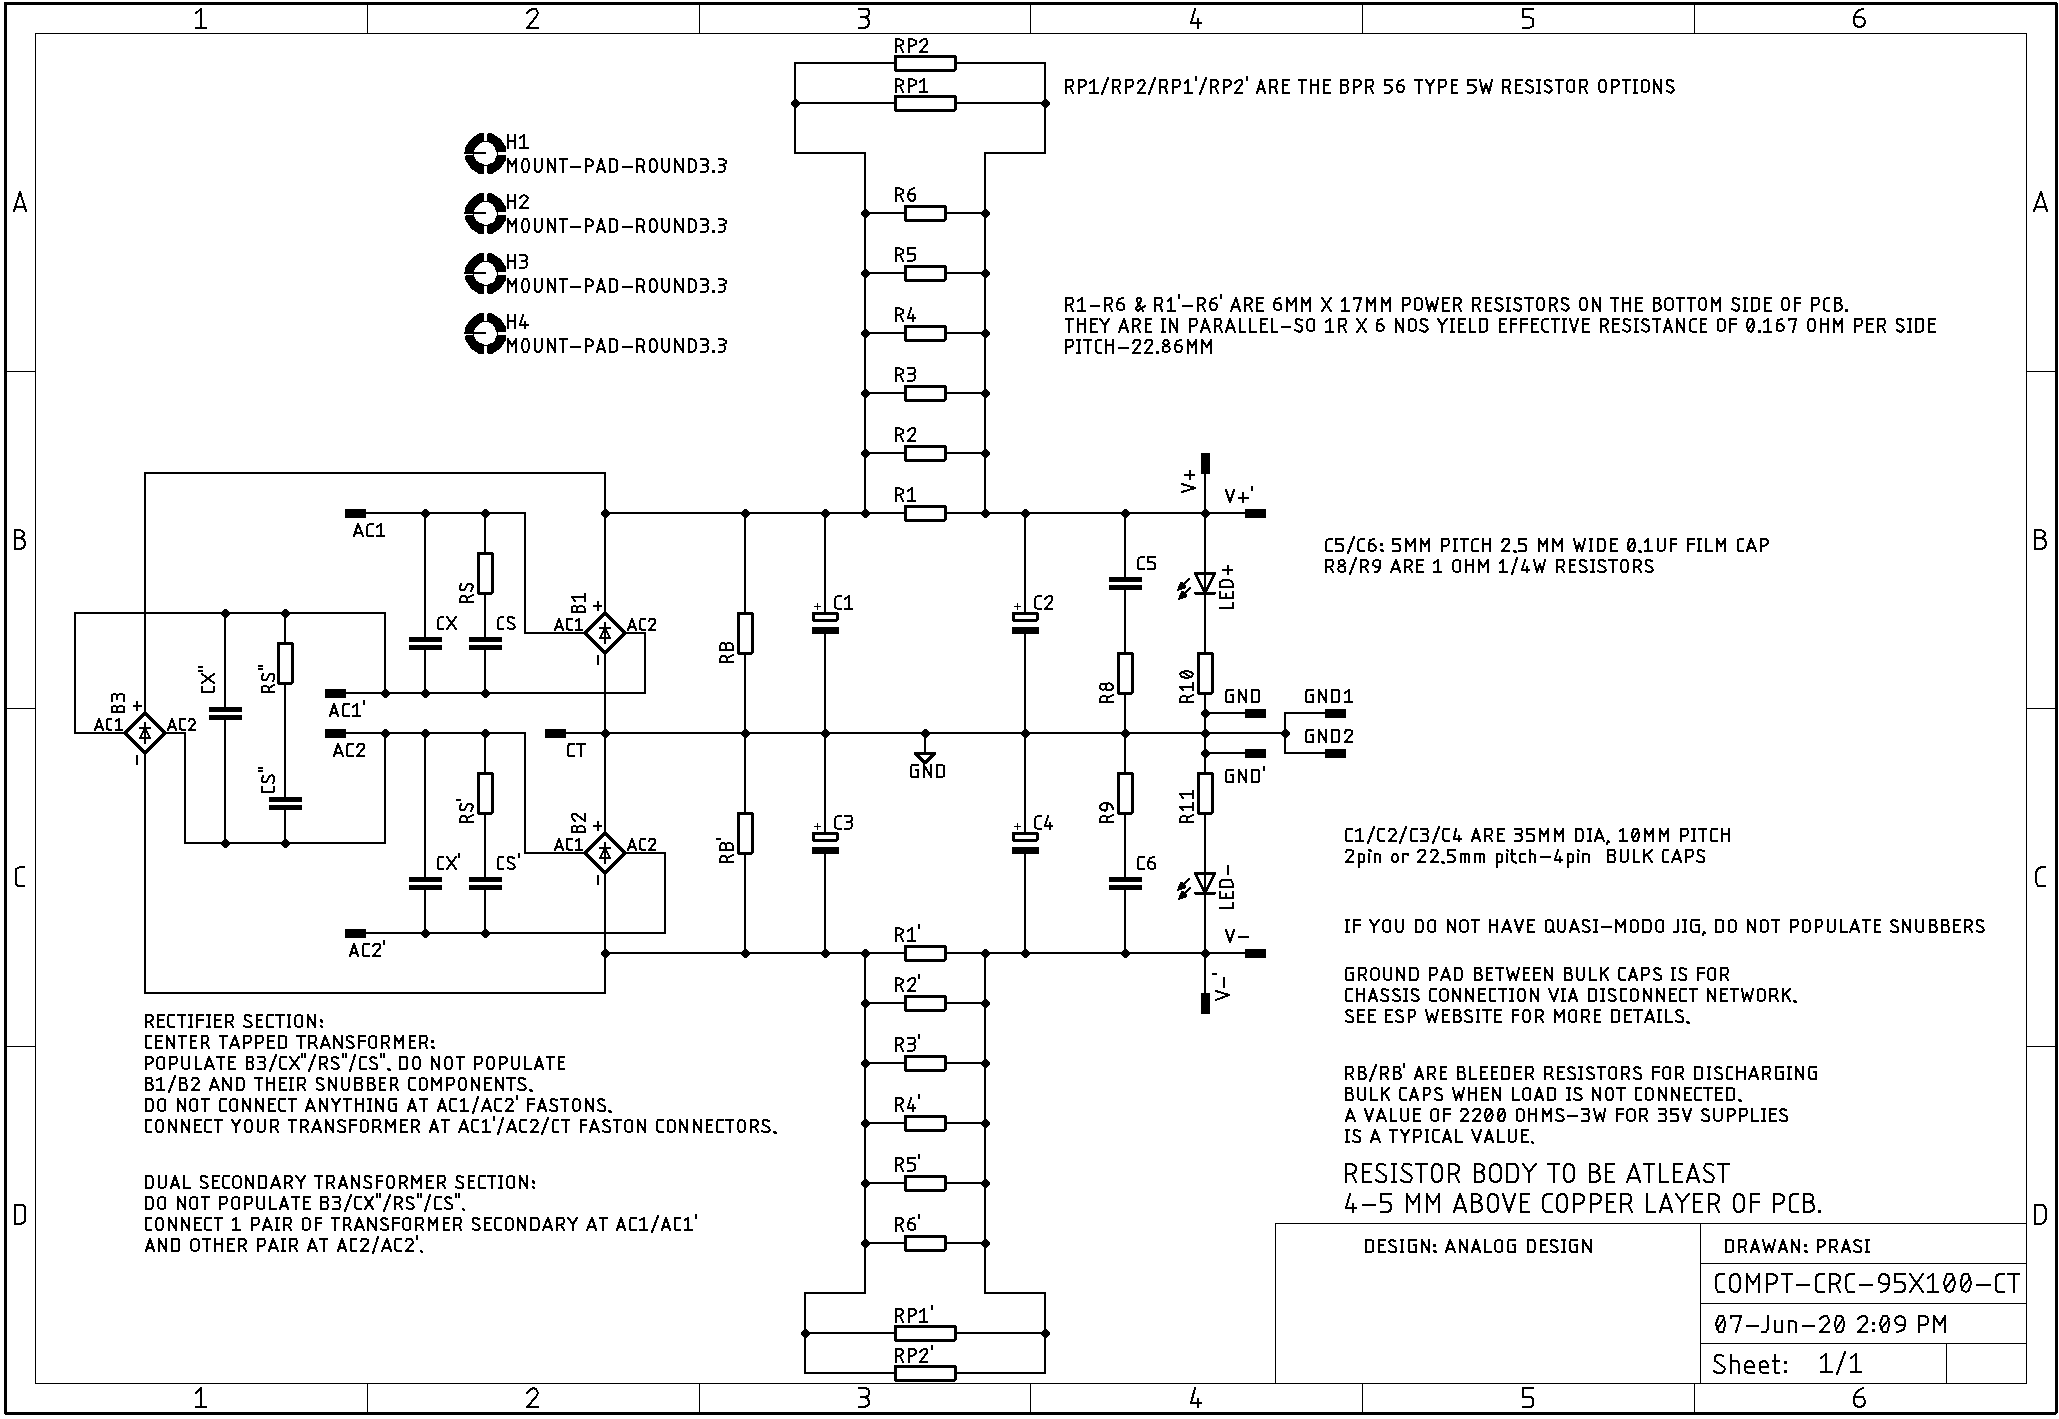 1 2 3 4 5 6
RP2
RP1
RP1/RP2/RP1'/RP2' ARE THE BPR 56 TYPE 5W RESISTOR OPTIONS
H1
MOUNT-PAD-ROUND3.3
H2
MOUNT-PAD-ROUND3.3
H3
MOUNT-PAD-ROUND3.3
H4
MOUNT-PAD-ROUND3.3
A A
R6
R5
R4
R3
R2
R1
R1-R6 & R1'-R6' ARE 6MM X 17MM POWER RESISTORS ON THE BOTTOM SIDE OF PCB.
THEY ARE IN PARALLEL-SO 1R X 6 NOS YIELD EFFECTIVE RESISTANCE OF 0.167 OHM PER SIDE
PITCH-22.86MM
B B
AC1
RS
CX
CS
B1
+
AC1
AC2
-
RB
+
C1
+
C2
C5
R8
V+
V+'
LED+
R10
GND
GND1
GND2
GND'
C5/C6: 5MM PITCH 2.5 MM WIDE 0.1UF FILM CAP
R8/R9 ARE 1 OHM 1/4W RESISTORS
CX"
RS"
CS"
B3
+
AC1
AC2
-
AC1'
AC2
CT
GND
RS'
CX'
CS'
B2
+
AC1
AC2
-
AC2'
RB'
+
C3
+
C4
R9
C6
R11
LED-
V-
V-'
C C
C1/C2/C3/C4 ARE 35MM DIA, 10MM PITCH
2pin or 22.5mm pitch-4pin BULK CAPS
IF YOU DO NOT HAVE QUASI-MODO JIG, DO NOT POPULATE SNUBBERS
GROUND PAD BETWEEN BULK CAPS IS FOR
CHASSIS CONNECTION VIA DISCONNECT NETWORK.
SEE ESP WEBSITE FOR MORE DETAILS.
RB/RB' ARE BLEEDER RESISTORS FOR DISCHARGING
BULK CAPS WHEN LOAD IS NOT CONNECTED.
A VALUE OF 2200 OHMS-3W FOR 35V SUPPLIES
IS A TYPICAL VALUE.
RESISTOR BODY TO BE ATLEAST
4-5 MM ABOVE COPPER LAYER OF PCB.
R1'
R2'
R3'
R4'
R5'
R6'
RP1'
RP2'
RECTIFIER SECTION:
CENTER TAPPED TRANSFORMER:
POPULATE B3/CX"/RS"/CS". DO NOT POPULATE
B1/B2 AND THEIR SNUBBER COMPONENTS.
DO NOT CONNECT ANYTHING AT AC1/AC2' FASTONS.
CONNECT YOUR TRANSFORMER AT AC1'/AC2/CT FASTON CONNECTORS.
DUAL SECONDARY TRANSFORMER SECTION:
DO NOT POPULATE B3/CX"/RS"/CS".
CONNECT 1 PAIR OF TRANSFORMER SECONDARY AT AC1/AC1'
AND OTHER PAIR AT AC2/AC2'.
D D
DESIGN: ANALOG DESIGN
DRAWAN: PRASI
COMPT-CRC-95X100-CT
07-Jun-20 2:09 PM
Sheet: 1/1
1 2 3 4 5 6